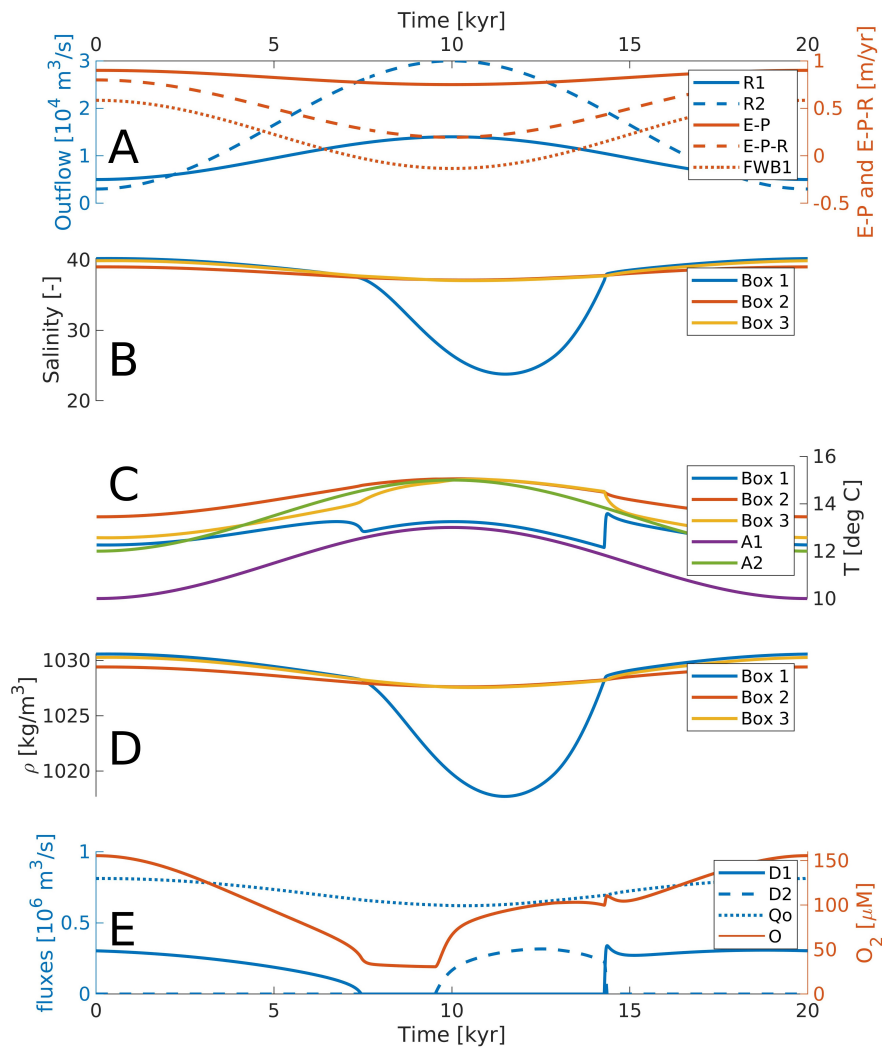 Time [kyr]
0 5 10 15 20
Outflow [10⁴ m³/s]
3
2
1
0
A
R1
R2
E-P
E-P-R
FWB1
1
0.5
0
-0.5
E-P and E-P-R [m/yr]
Salinity [-]
40
30
20
B
Box 1
Box 2
Box 3
C
Box 1
Box 2
Box 3
A1
A2
16
14
12
10
T [deg C]
ρ [kg/m³]
1030
1025
1020
D
Box 1
Box 2
Box 3
fluxes [10⁶ m³/s]
1
0.5
0
E
D1
D2
Qo
O
150
100
50
0
O₂ [μM]
0 5 10 15 20
Time [kyr]